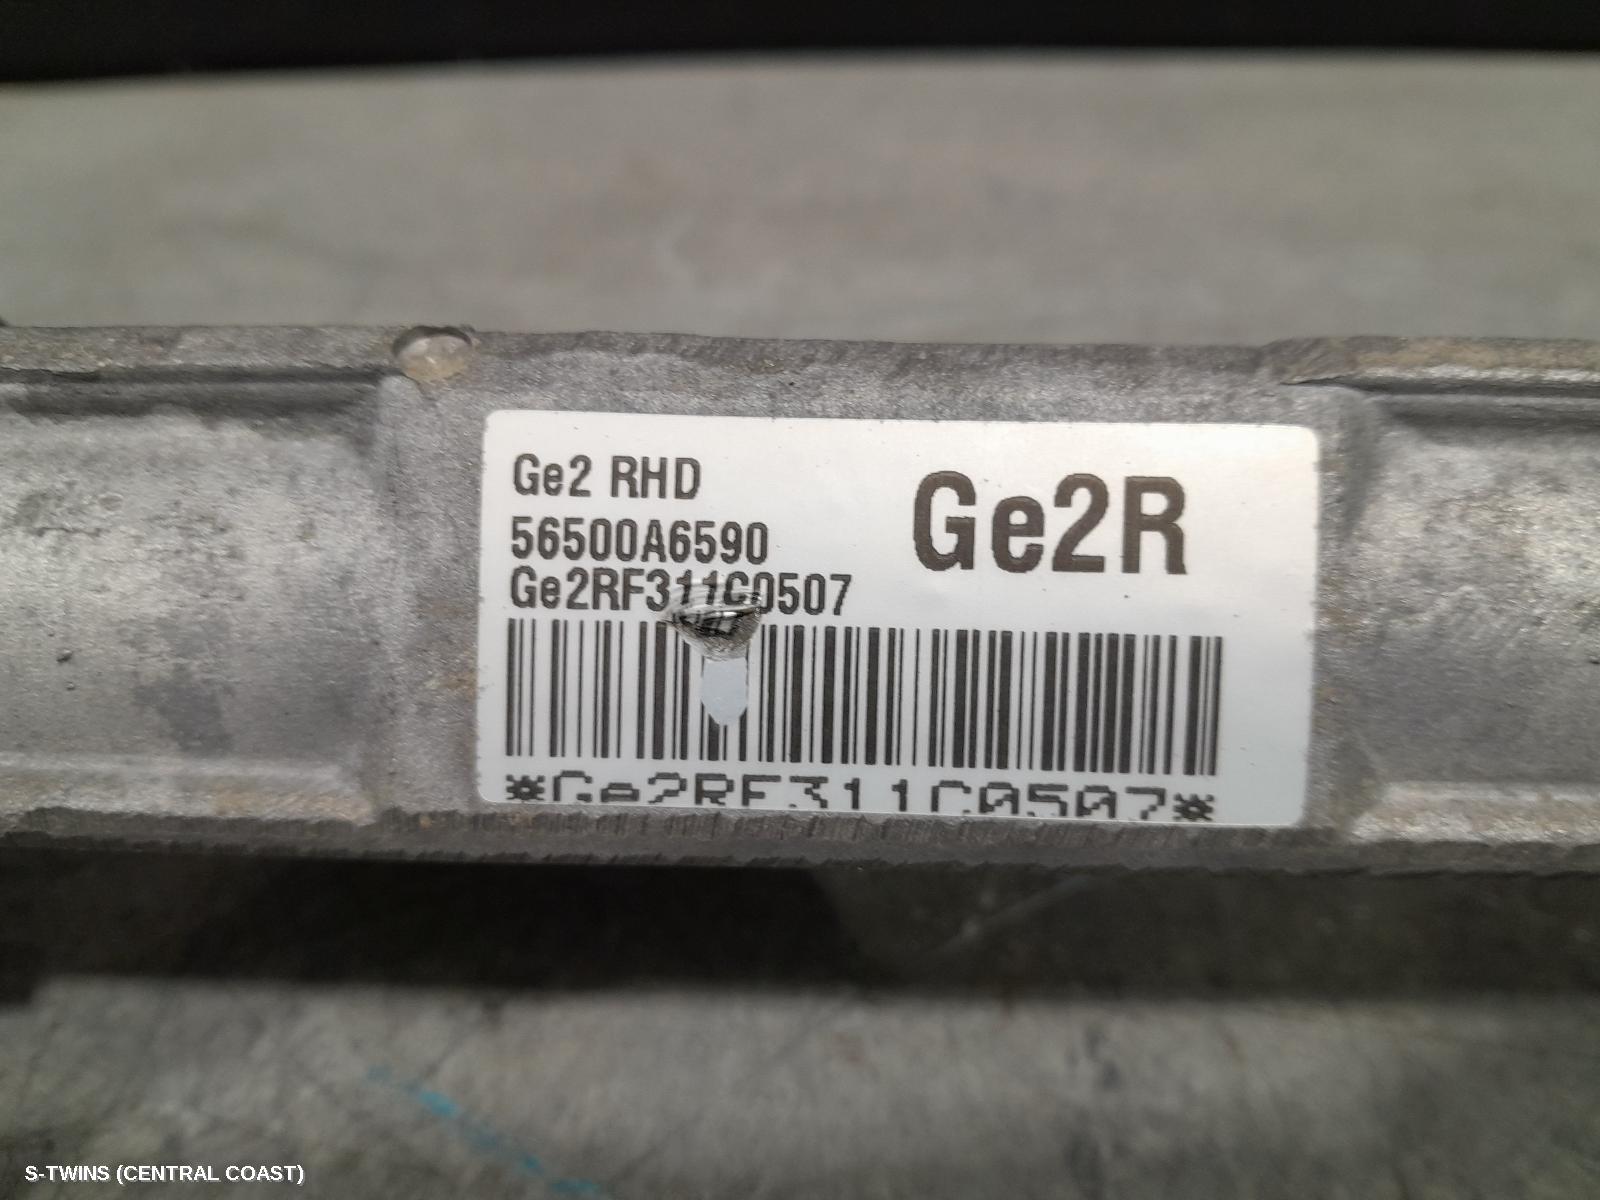 Ge2 RHD
Ge2R
56500A6590
Ge2RF311C0507
*Ge2RF311C0507*
S-TWINS (CENTRAL COAST)